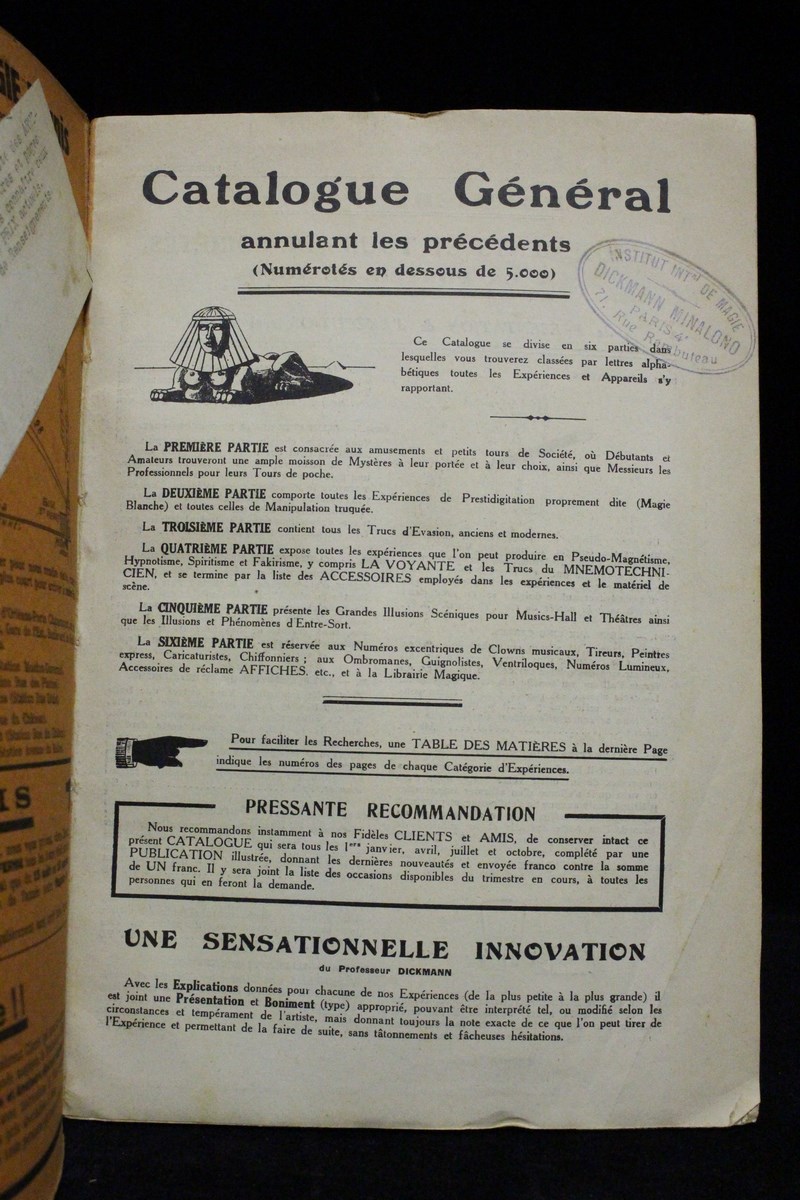 Catalogue Général
annulant les précédents
(Numérotés en dessous de 5.000)
INSTITUT INTal DE MAGIE
DICKMANN MINALONO
PARIS-4e
71, Rue Rambuteau
Ce Catalogue se divise en six parties dans
lesquelles vous trouverez classées par lettres alpha-
bétiques toutes les Expériences et Appareils s'y
rapportant.
La PREMIÈRE PARTIE est consacrée aux amusements et petits tours de Société, où Débutants et
Amateurs trouveront une ample moisson de Mystères à leur portée et à leur choix, ainsi que Messieurs les
Professionnels pour leurs Tours de poche.
La DEUXIÈME PARTIE comporte toutes les Expériences de Prestidigitation proprement dite (Magie
Blanche) et toutes celles de Manipulation truquée.
La TROISIÈME PARTIE contient tous les Trucs d'Evasion, anciens et modernes.
La QUATRIÈME PARTIE expose toutes les expériences que l'on peut produire en Pseudo-Magnétisme,
Hypnotisme, Spiritisme et Fakirisme, y compris LA VOYANTE et les Trucs du MNEMOTECHNI-
CIEN, et se termine par la liste des ACCESSOIRES employés dans les expériences et le matériel de
scène.
La CINQUIÈME PARTIE présente les Grandes Illusions Scéniques pour Musics-Hall et Théâtres ainsi
que les Illusions et Phénomènes d'Entre-Sort.
La SIXIÈME PARTIE est réservée aux Numéros excentriques de Clowns musicaux, Tireurs, Peintres
express, Caricaturistes, Chiffonniers ; aux Ombromanes, Guignolistes, Ventriloques, Numéros Lumineux,
Accessoires de réclame AFFICHES, etc., et à la Librairie Magique.
Pour faciliter les Recherches, une TABLE DES MATIÈRES à la dernière Page
indique les numéros des pages de chaque Catégorie d'Expériences.
PRESSANTE RECOMMANDATION
Nous recommandons instamment à nos Fidèles CLIENTS et AMIS, de conserver intact ce
présent CATALOGUE qui sera tous les 1ers janvier, avril, juillet et octobre, complété par une
PUBLICATION illustrée, donnant les dernières nouveautés et envoyée franco contre la somme
de UN franc. Il y sera joint la liste des occasions disponibles du trimestre en cours, à toutes les
personnes qui en feront la demande.
UNE SENSATIONNELLE INNOVATION
du Professeur DICKMANN
Avec les Explications données pour chacune de nos Expériences (de la plus petite à la plus grande) il
est joint une Présentation et Boniment (type) approprié, pouvant être interprété tel, ou modifié selon les
circonstances et tempérament de l'artiste, mais donnant toujours la note exacte de ce que l'on peut tirer de
l'Expérience et permettant de la faire de suite, sans tâtonnements et fâcheuses hésitations.